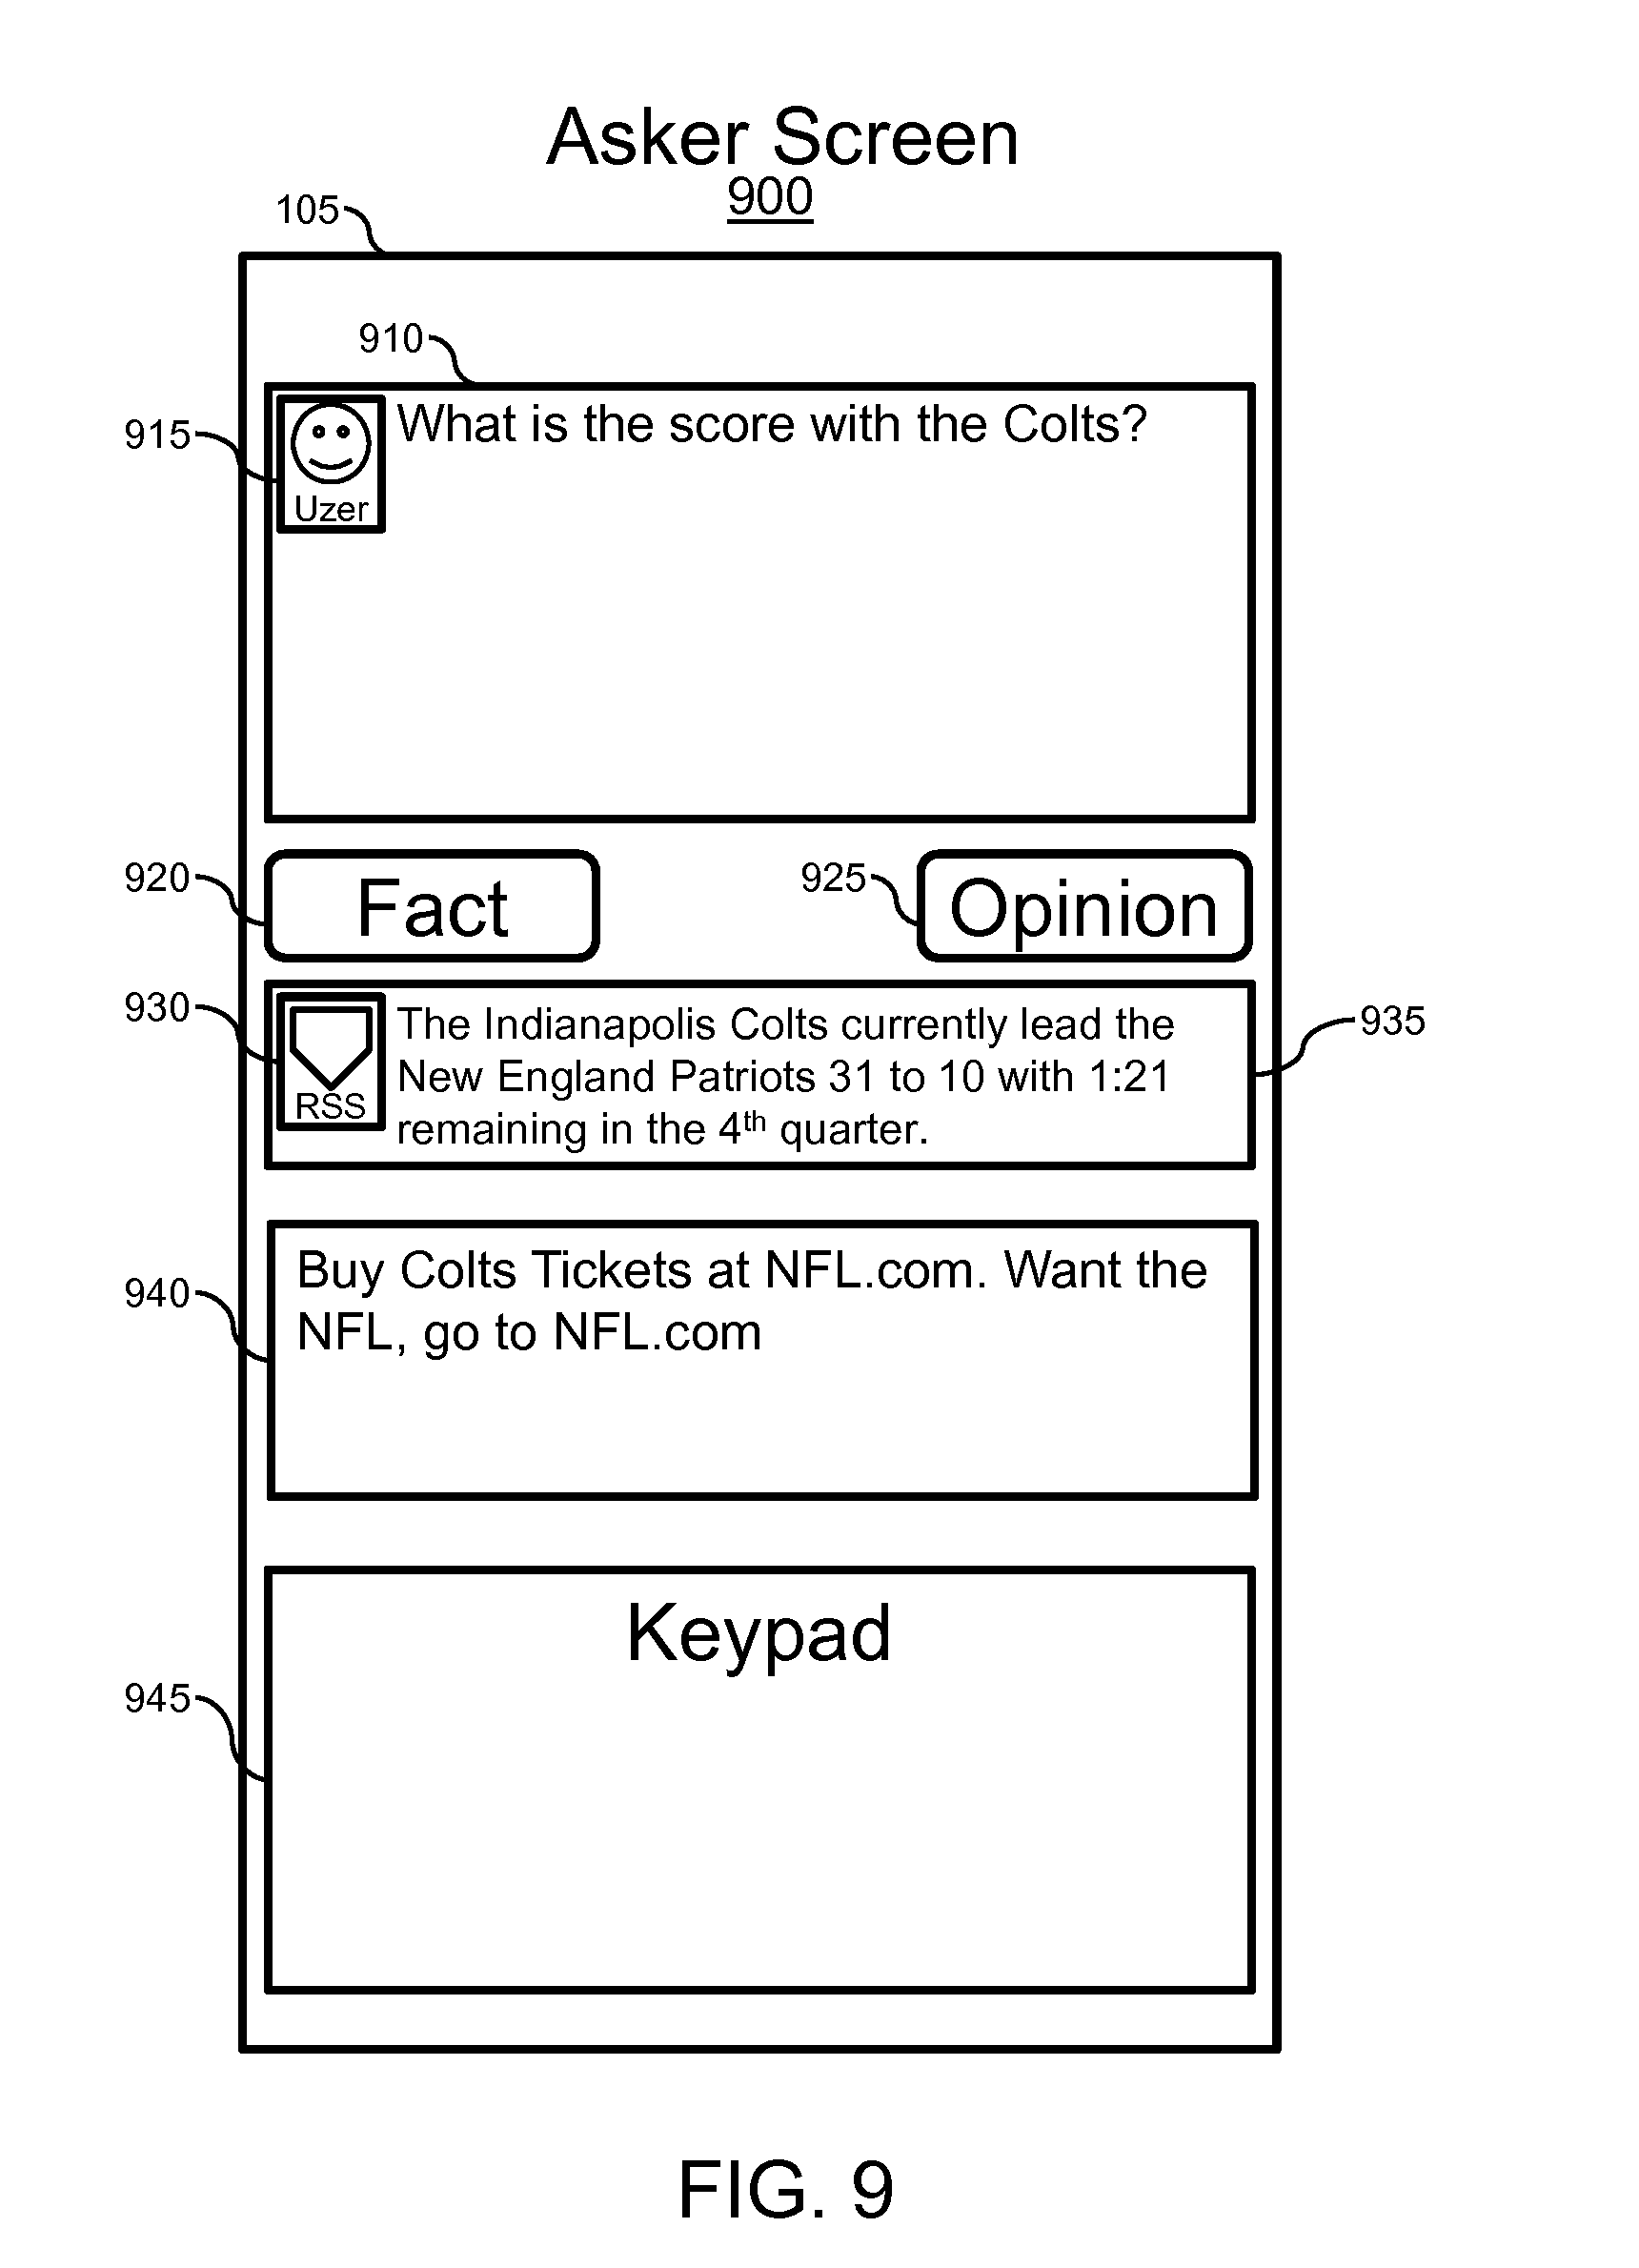 Asker Screen
900
105
910
915
What is the score with the Colts?
Uzer
920
Fact
925
Opinion
930
The Indianapolis Colts currently lead the
935
New England Patriots 31 to 10 with 1:21
RSS
remaining in the 4th quarter.
940
Buy Colts Tickets at NFL.com. Want the
NFL, go to NFL.com
Keypad
945
FIG. 9